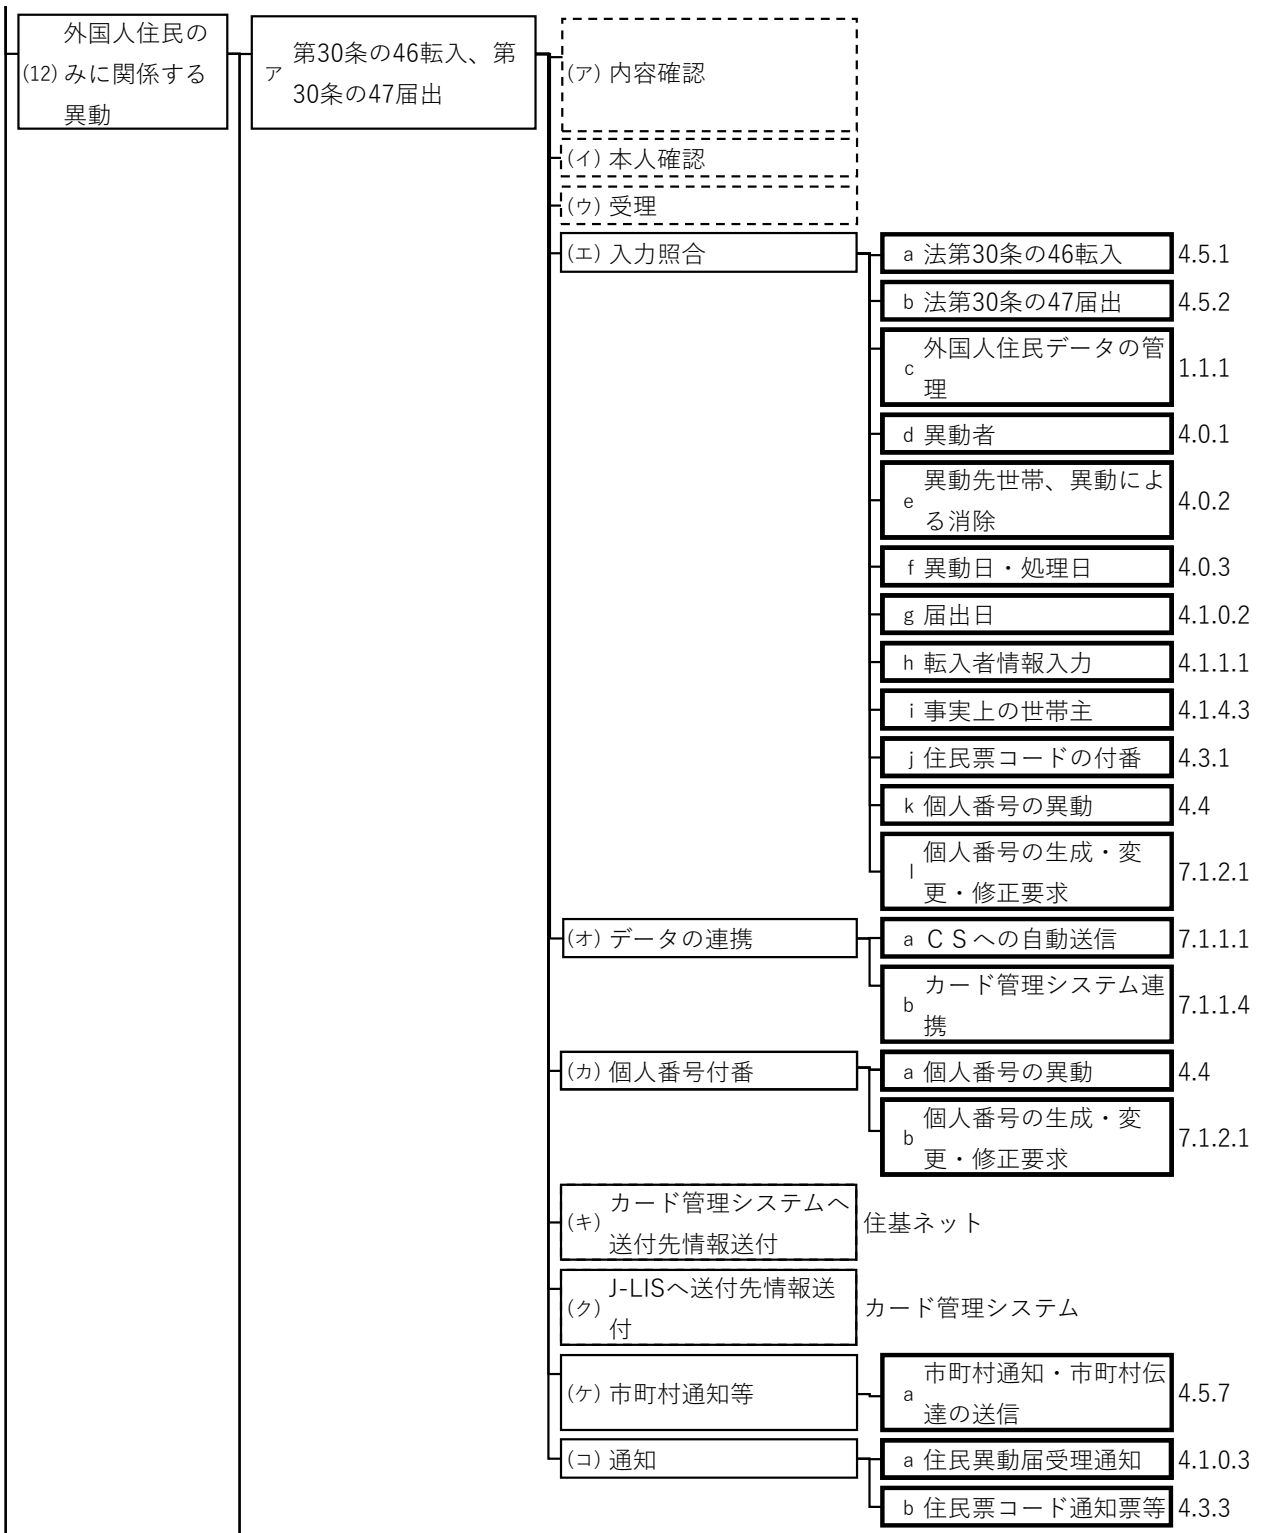 外国人住民の
(12) みに関係する
異動
ア 第30条の46転入、第
30条の47届出
(ア) 内容確認
(イ) 本人確認
(ウ) 受理
(エ) 入力照合
a 法第30条の46転入 4.5.1
b 法第30条の47届出 4.5.2
c 外国人住民データの管
理 1.1.1
d 異動者 4.0.1
e 異動先世帯、異動によ
る消除 4.0.2
f 異動日・処理日 4.0.3
g 届出日 4.1.0.2
h 転入者情報入力 4.1.1.1
i 事実上の世帯主 4.1.4.3
j 住民票コードの付番 4.3.1
k 個人番号の異動 4.4
l 個人番号の生成・変
更・修正要求 7.1.2.1
(オ) データの連携
a ＣＳへの自動送信 7.1.1.1
b カード管理システム連
携 7.1.1.4
(カ) 個人番号付番
a 個人番号の異動 4.4
b 個人番号の生成・変
更・修正要求 7.1.2.1
(キ) カード管理システムへ
送付先情報送付
住基ネット
(ク) J-LISへ送付先情報送
付
カード管理システム
(ケ) 市町村通知等
a 市町村通知・市町村伝
達の送信 4.5.7
(コ) 通知
a 住民異動届受理通知 4.1.0.3
b 住民票コード通知票等 4.3.3